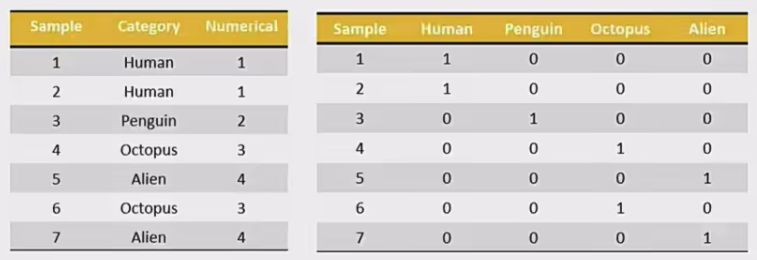 Sample Category Numerical
1 Human 1
2 Human 1
3 Penguin 2
4 Octopus 3
5 Alien 4
6 Octopus 3
7 Alien 4
Sample Human Penguin Octopus Alien
1 1 0 0 0
2 1 0 0 0
3 0 1 0 0
4 0 0 1 0
5 0 0 0 1
6 0 0 1 0
7 0 0 0 1